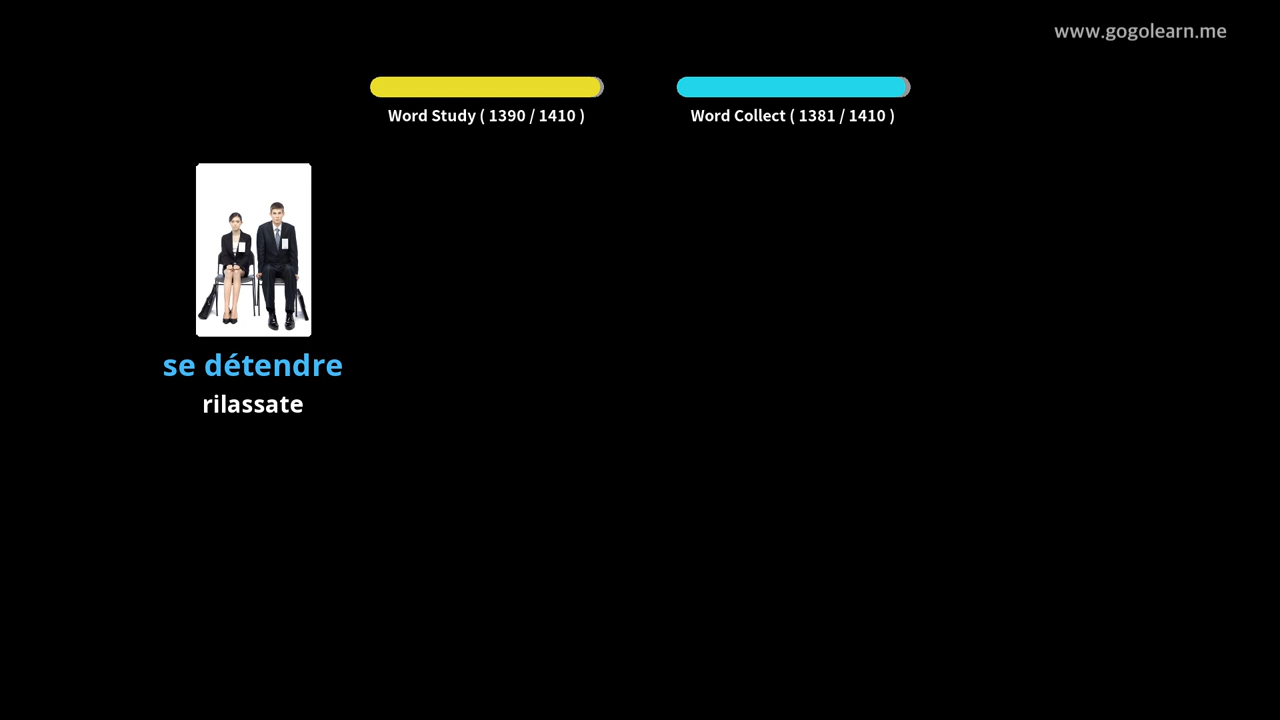 www.gogolearn.me
Word Study ( 1390 / 1410 )
Word Collect ( 1381 / 1410 )
se détendre
rilassate